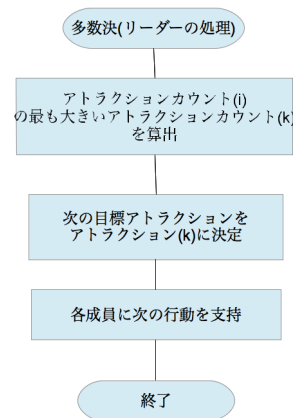 多数決(リーダーの処理)
アトラクションカウント(i)
の最も大きいアトラクションカウント(k)
を算出
次の目標アトラクションを
アトラクション(k)に決定
各成員に次の行動を支持
終了